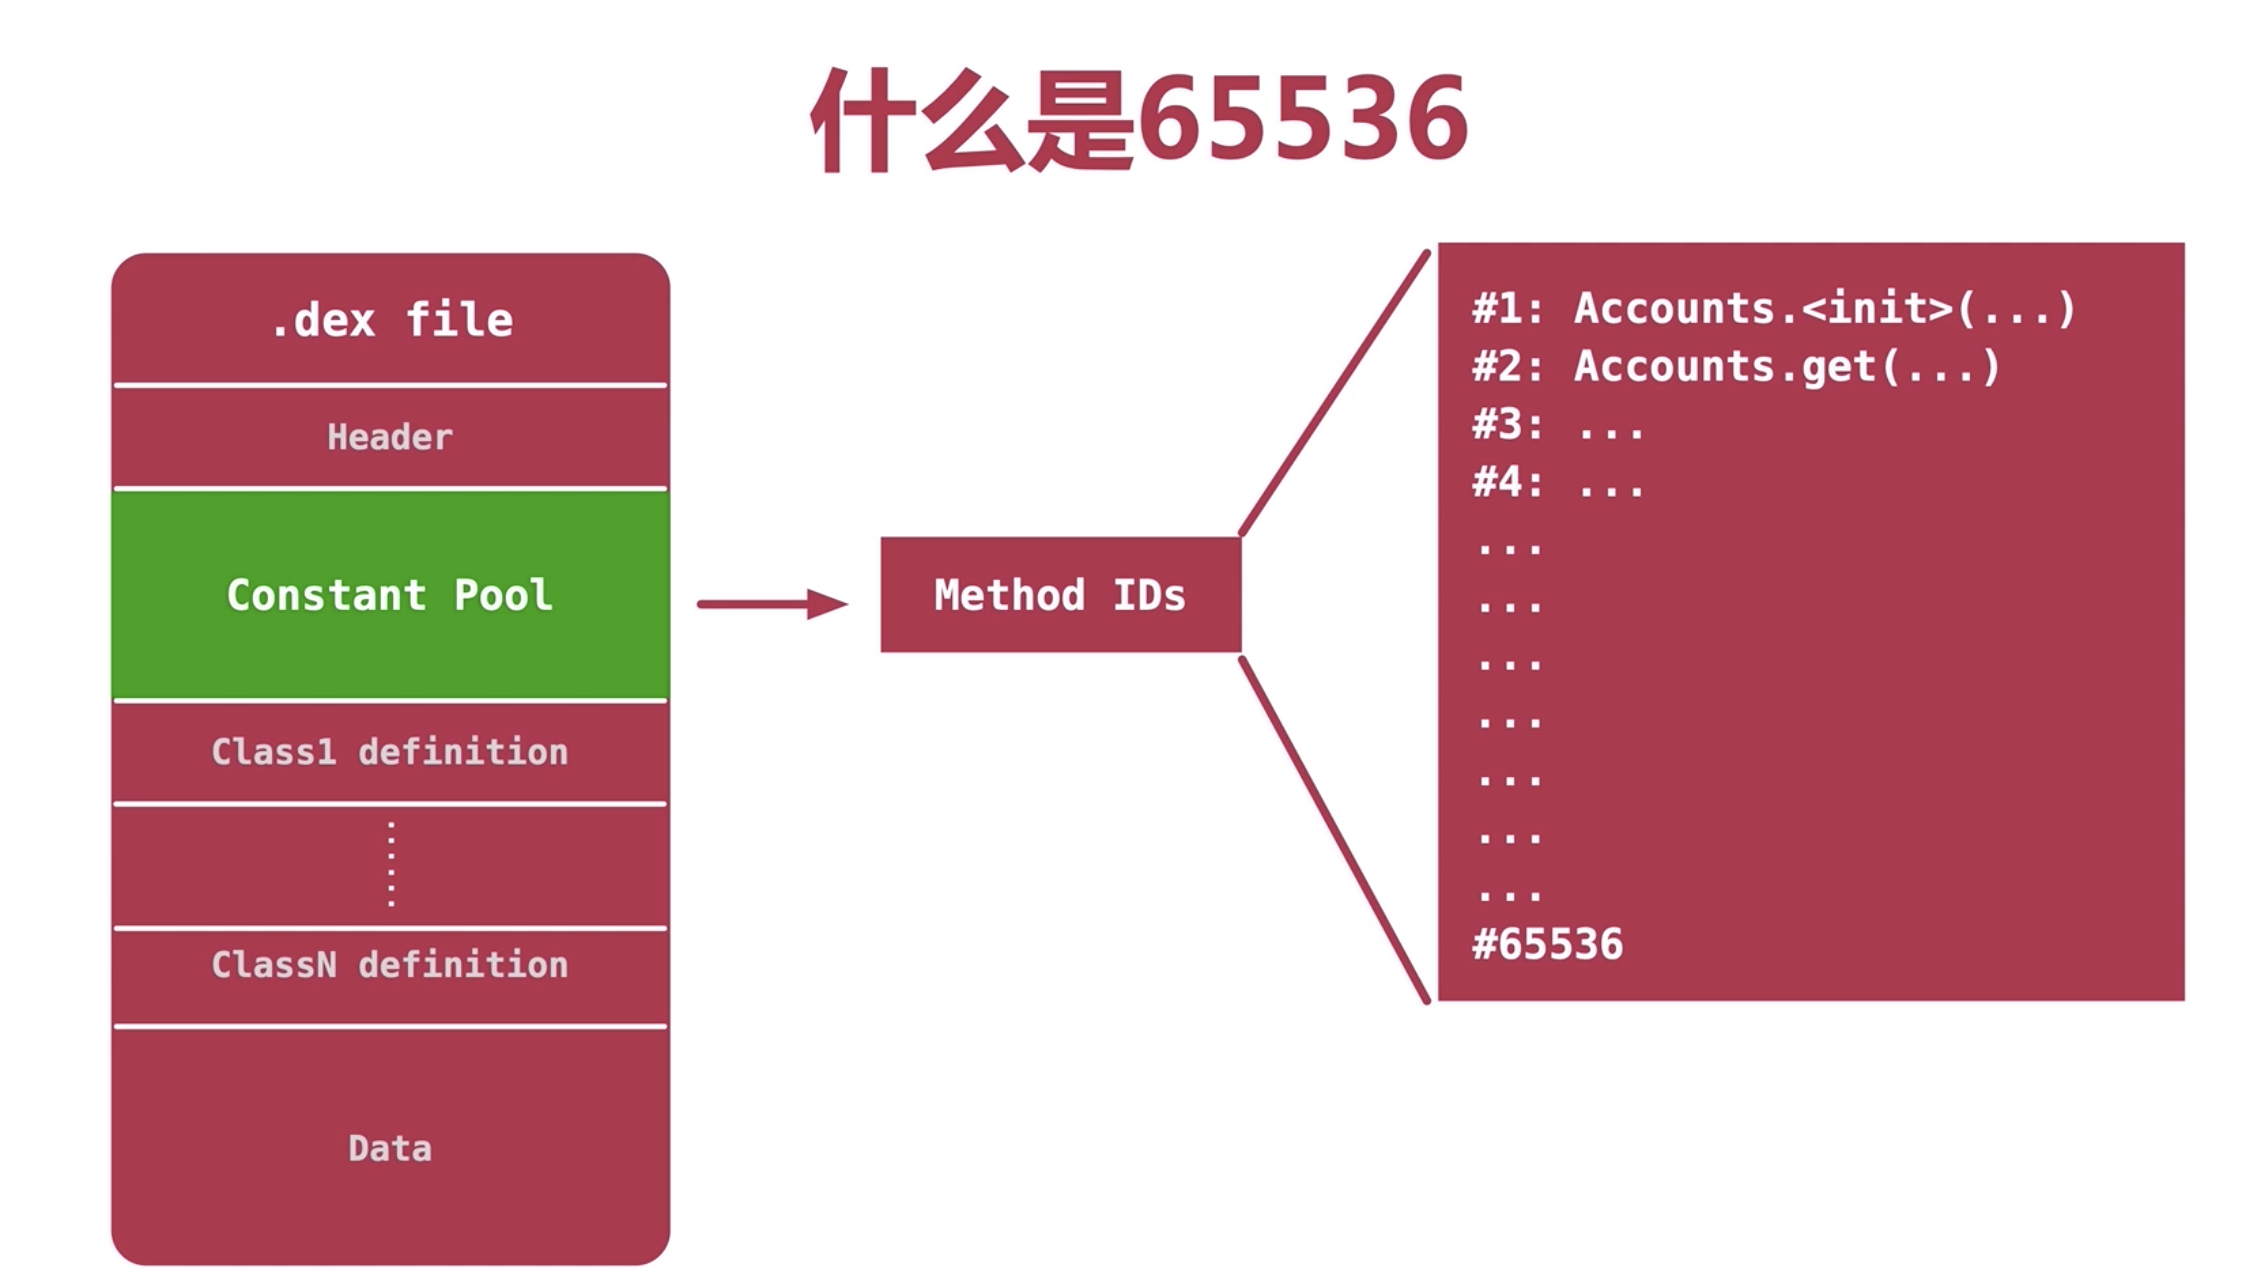 什么是65536
.dex file
Header
Constant Pool
Class1 definition
......
ClassN definition
Data
Method IDs
#1: Accounts.<init>(...)
#2: Accounts.get(...)
#3: ...
#4: ...
...
...
...
...
...
...
...
#65536